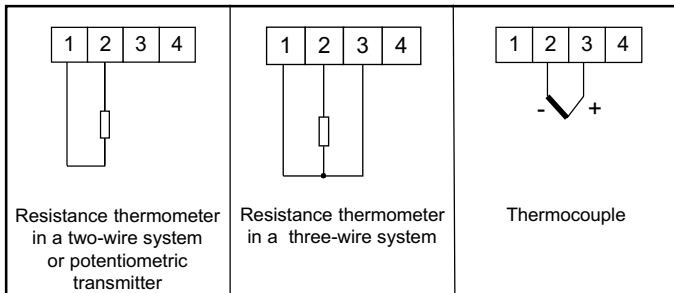 1 2 3 4
Resistance thermometer
in a two-wire system
or potentiometric
transmitter
1 2 3 4
Resistance thermometer
in a three-wire system
1 2 3 4
- +
Thermocouple